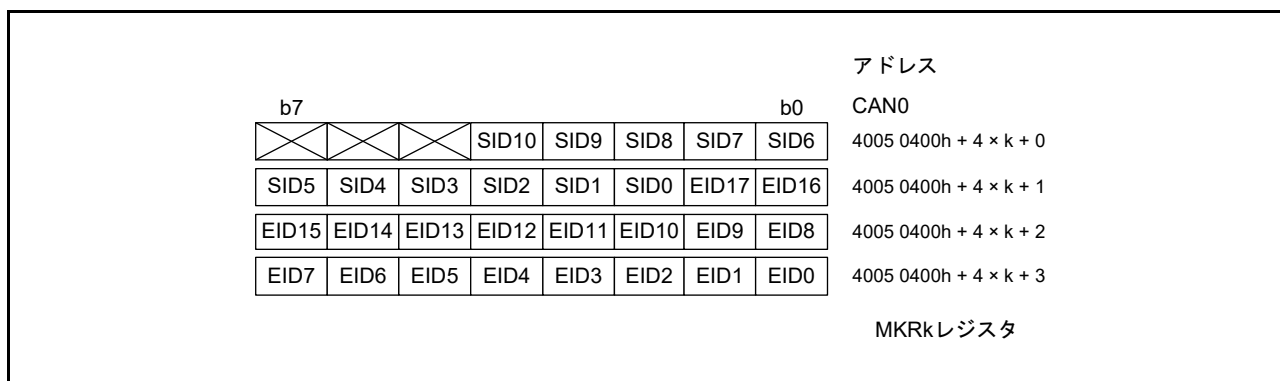 アドレス
b7 b0 CAN0
SID10 SID9 SID8 SID7 SID6 4005 0400h + 4 × k + 0
SID5 SID4 SID3 SID2 SID1 SID0 EID17 EID16 4005 0400h + 4 × k + 1
EID15 EID14 EID13 EID12 EID11 EID10 EID9 EID8 4005 0400h + 4 × k + 2
EID7 EID6 EID5 EID4 EID3 EID2 EID1 EID0 4005 0400h + 4 × k + 3
MKRkレジスタ